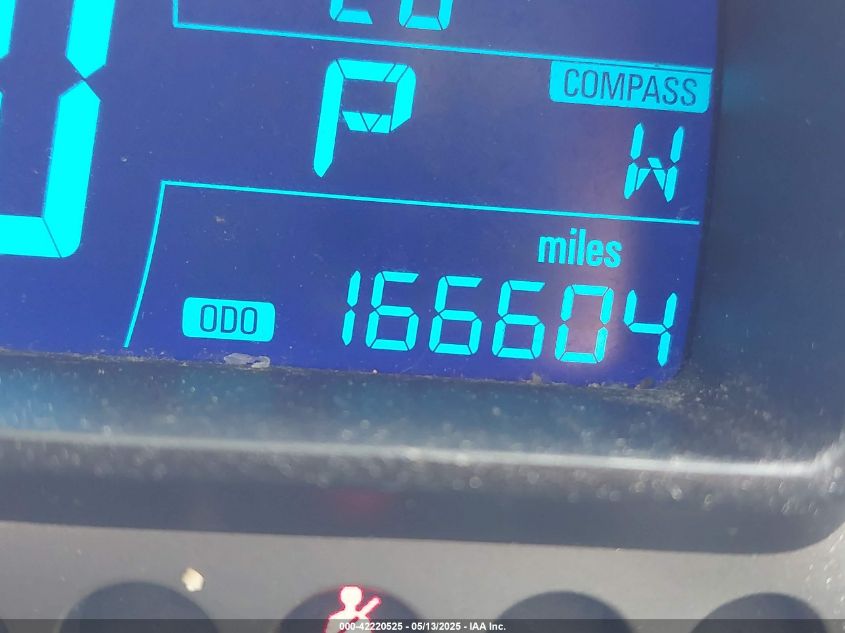 P
COMPASS
W
miles
ODO 166604
000-42220525 - 05/13/2025 - IAA Inc.